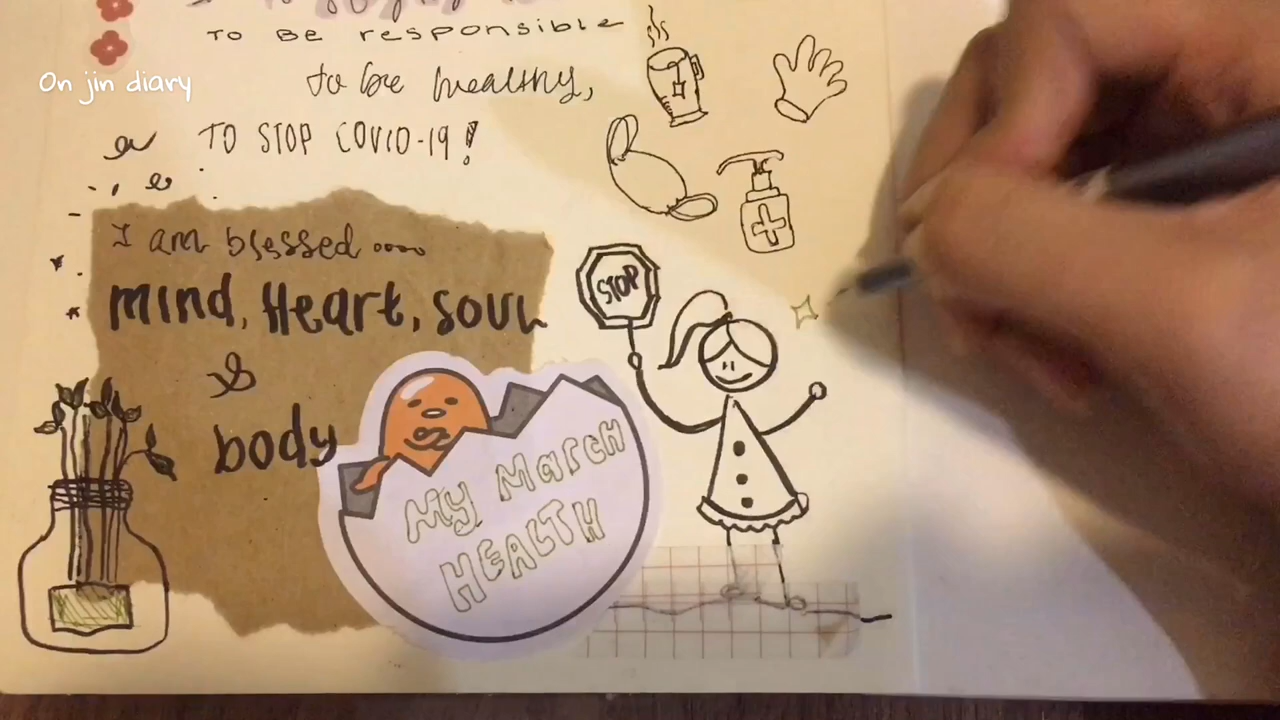 TO BE responsible
On jin diary
to be healthy,
TO STOP COVID-19!
I am blessed....
mind, Heart, soul
&
body
STOP
My March
HEALTH